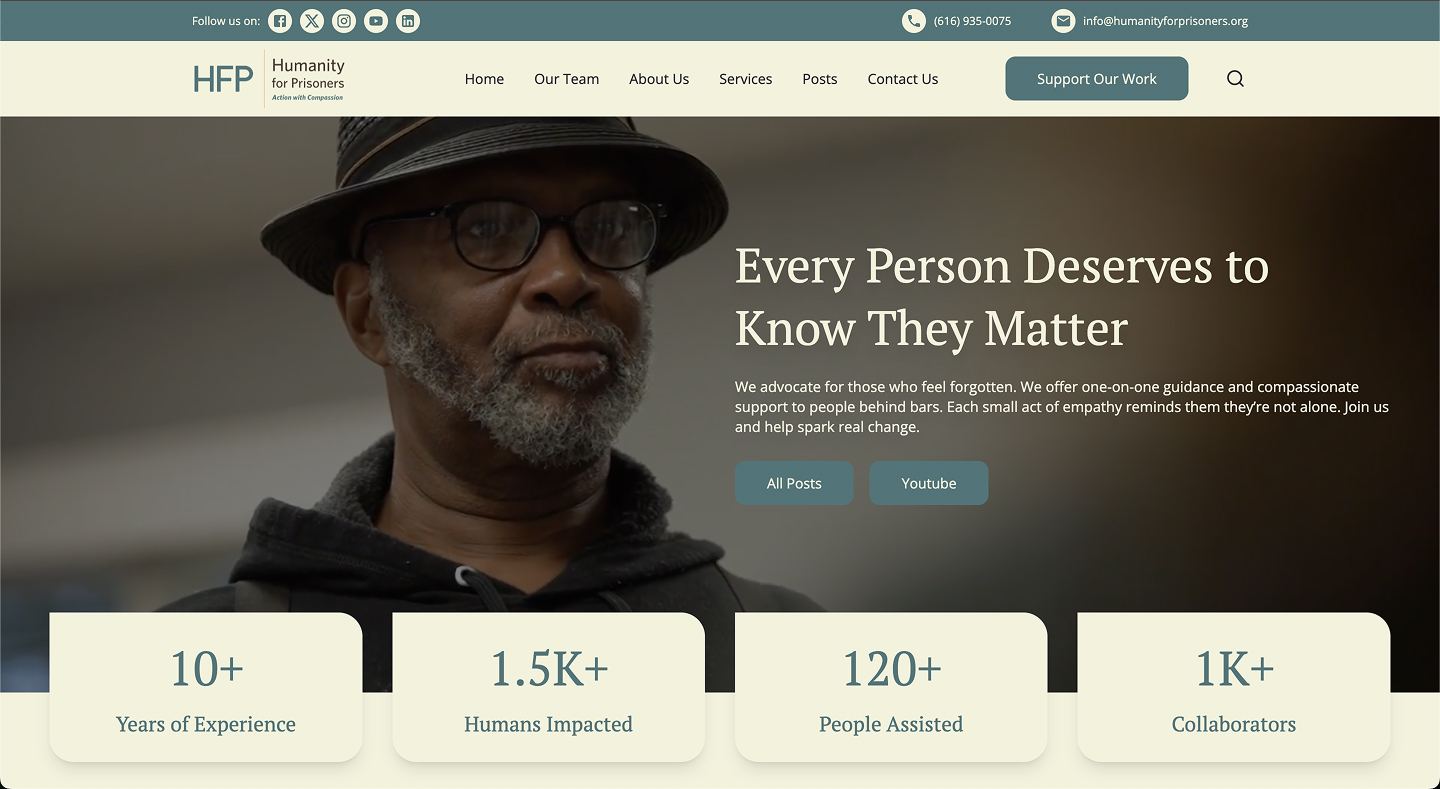 Follow us on:
(616) 935-0075
info@humanityforprisoners.org
HFP
Humanity
for Prisoners
Action with Compassion
Home
Our Team
About Us
Services
Posts
Contact Us
Support Our Work
Every Person Deserves to
Know They Matter
We advocate for those who feel forgotten. We offer one-on-one guidance and compassionate
support to people behind bars. Each small act of empathy reminds them they’re not alone. Join us
and help spark real change.
All Posts
Youtube
10+
Years of Experience
1.5K+
Humans Impacted
120+
People Assisted
1K+
Collaborators